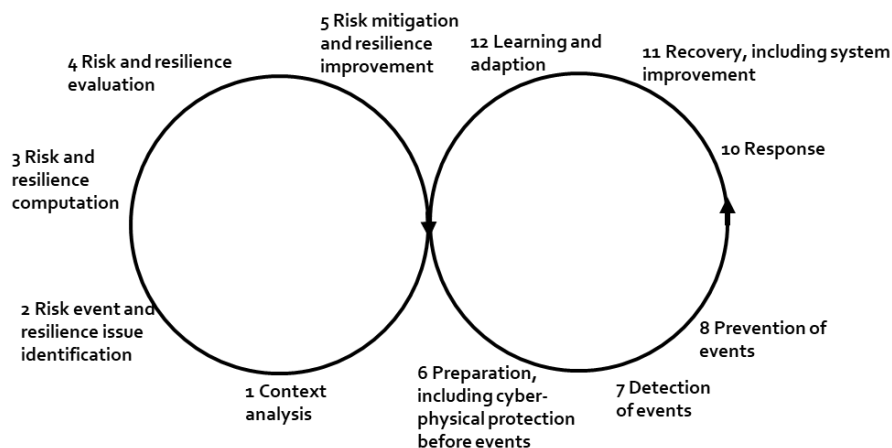 1 Context
analysis
2 Risk event and
resilience issue
identification
3 Risk and
resilience
computation
4 Risk and resilience
evaluation
5 Risk mitigation
and resilience
improvement
6 Preparation,
including cyber-
physical protection
before events
7 Detection
of events
8 Prevention of
events
10 Response
11 Recovery, including system
improvement
12 Learning and
adaption